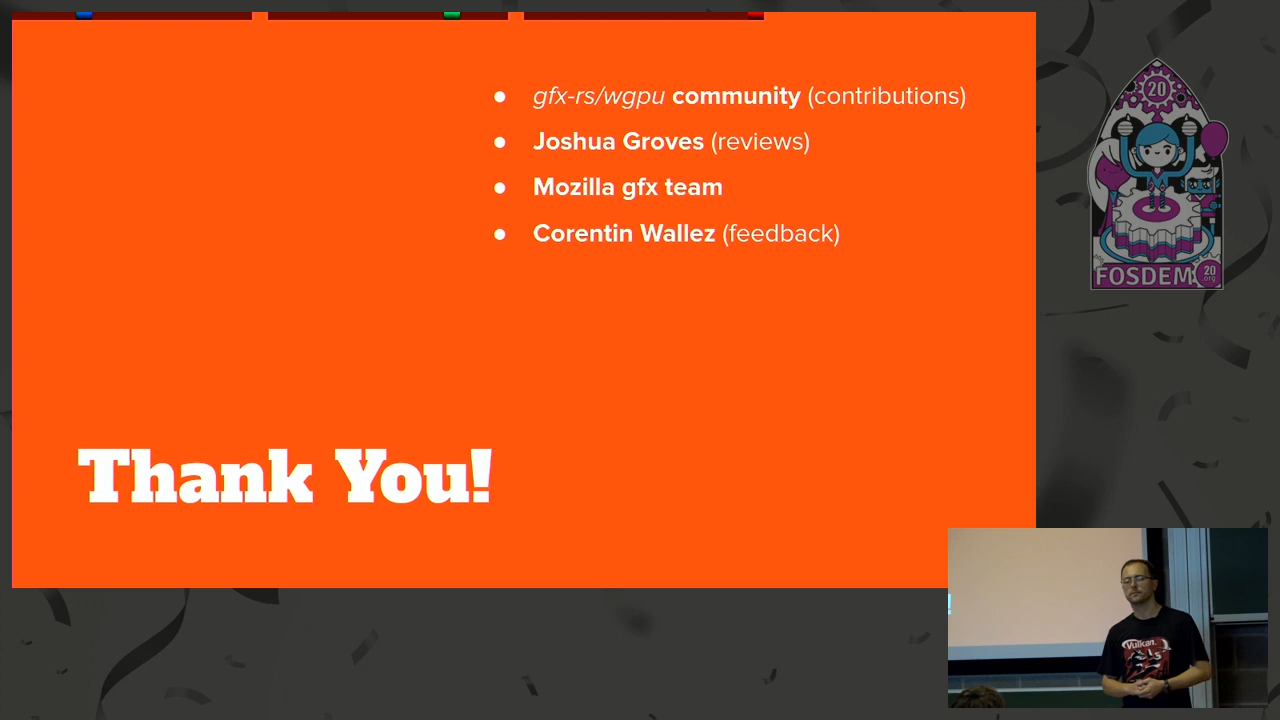 gfx-rs/wgpu community (contributions)
Joshua Groves (reviews)
Mozilla gfx team
Corentin Wallez (feedback)
Thank You!
20
FOSDEM
20
.org
Vulkan.